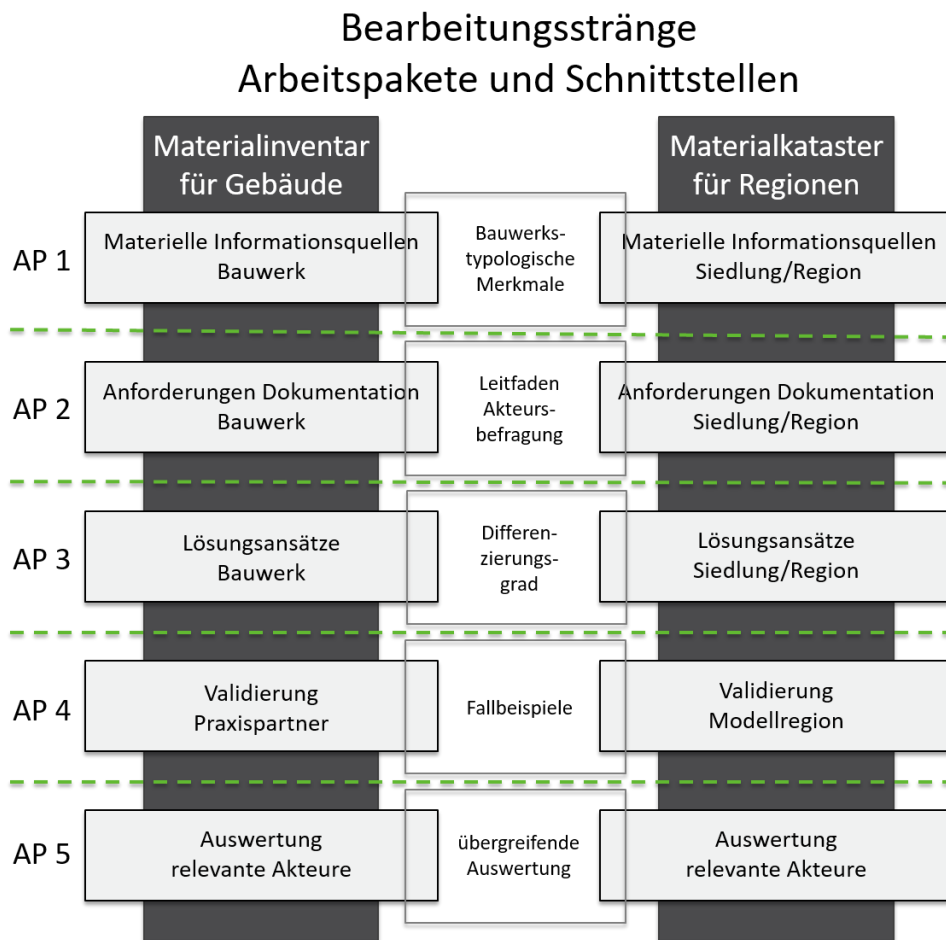 Bearbeitungsstränge
Arbeitspakete und Schnittstellen
Materialinventar
für Gebäude
Materialkataster
für Regionen
AP 1
Materielle Informationsquellen
Bauwerk
Bauwerks-
typologische
Merkmale
Materielle Informationsquellen
Siedlung/Region
AP 2
Anforderungen Dokumentation
Bauwerk
Leitfaden
Akteurs-
befragung
Anforderungen Dokumentation
Siedlung/Region
AP 3
Lösungsansätze
Bauwerk
Differen-
zierungs-
grad
Lösungsansätze
Siedlung/Region
AP 4
Validierung
Praxispartner
Fallbeispiele
Validierung
Modellregion
AP 5
Auswertung
relevante Akteure
übergreifende
Auswertung
Auswertung
relevante Akteure